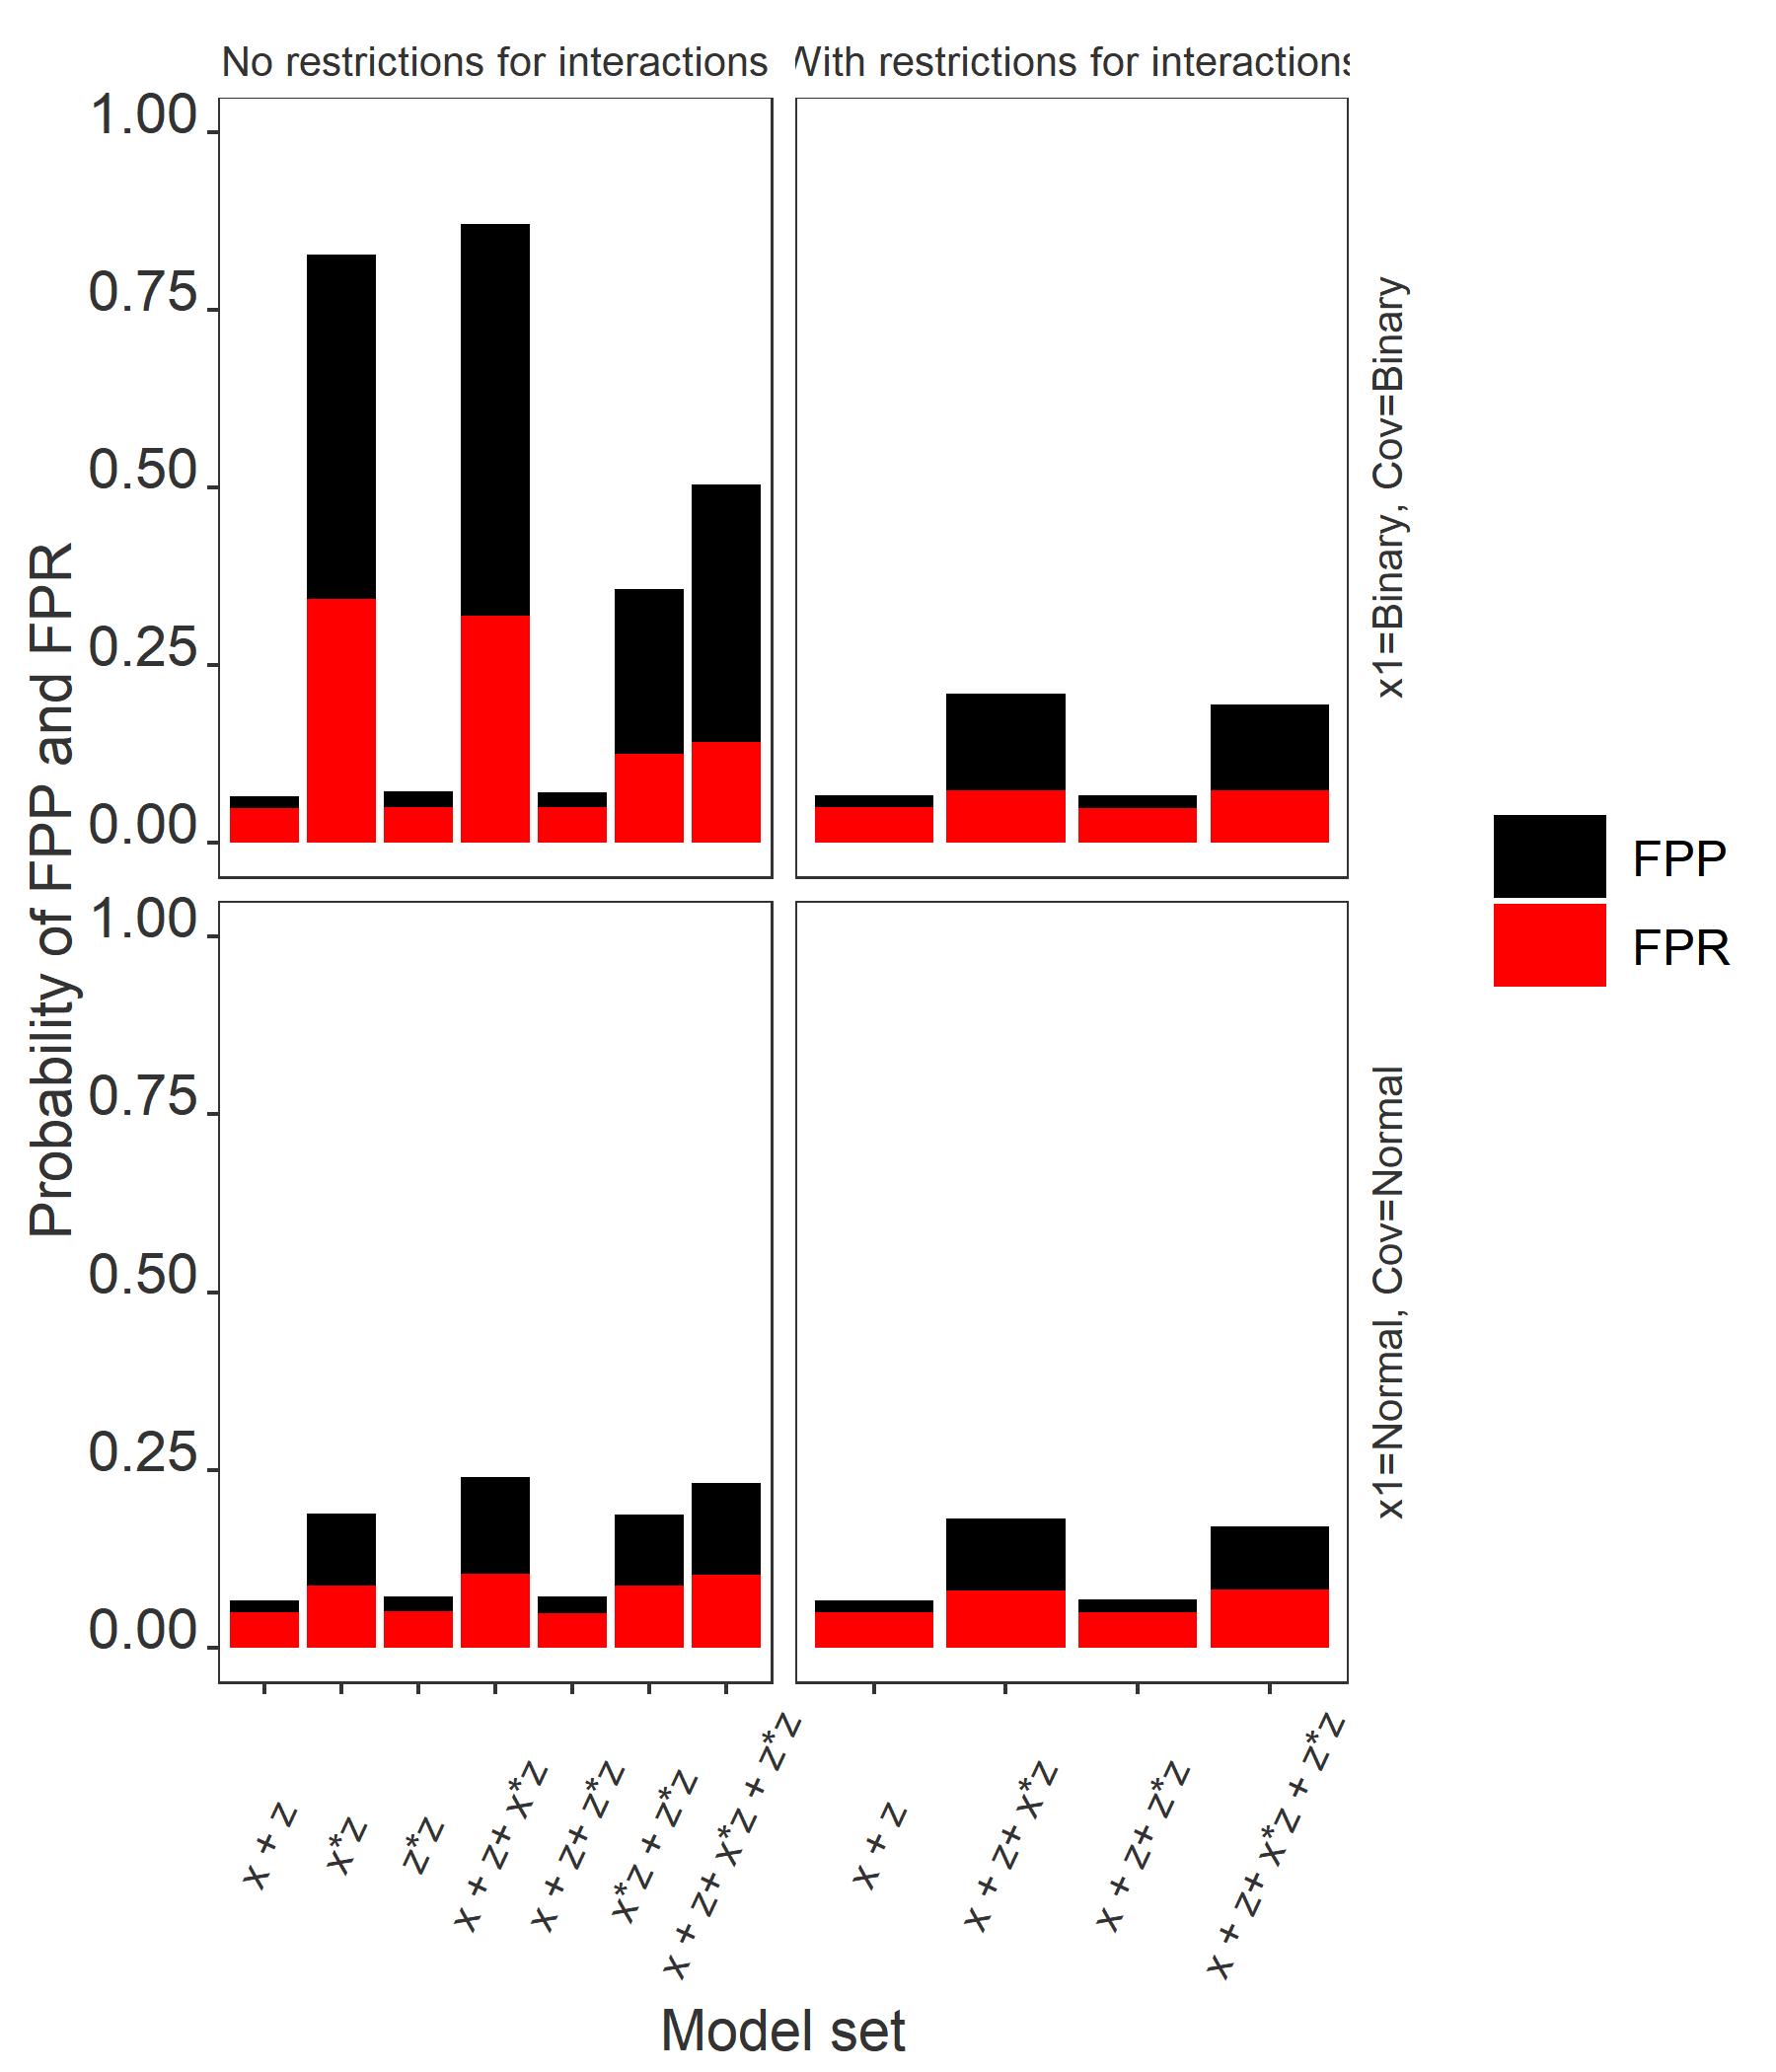 No restrictions for interactions
With restrictions for interactions
1.00
0.75
0.50
0.25
0.00
x1=Binary, Cov=Binary
Probability of FPP and FPR
FPP
FPR
1.00
0.75
0.50
0.25
0.00
x1=Normal, Cov=Normal
x + z
x*z
z*z
x + z+ x*z
x + z+ z*z
x*z + z*z
x + z+ x*z + z*z
x + z
x + z+ x*z
x + z+ z*z
x + z+ x*z + z*z
Model set